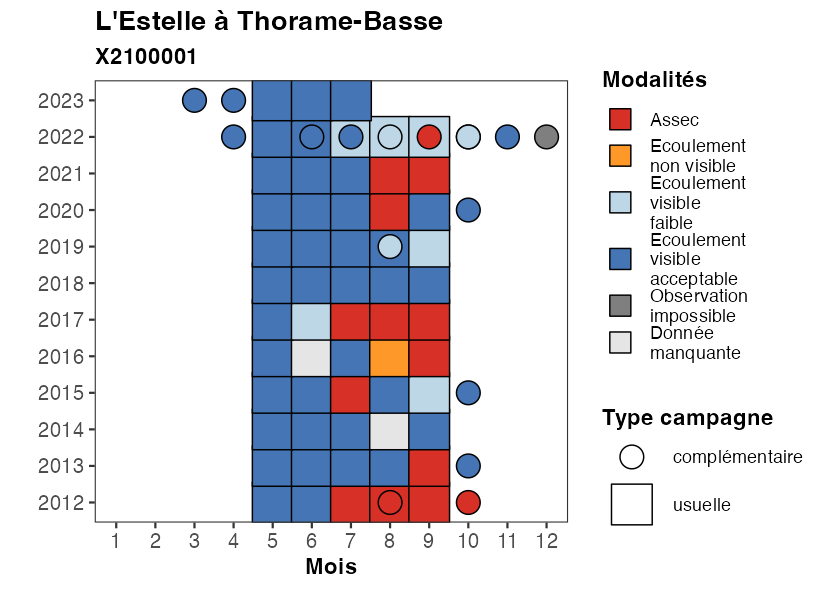 L'Estelle à Thorame-Basse
X2100001
2023
2022
2021
2020
2019
2018
2017
2016
2015
2014
2013
2012
1 2 3 4 5 6 7 8 9 10 11 12
Mois
Modalités
Assec
Ecoulement
non visible
Ecoulement
visible
faible
Ecoulement
visible
acceptable
Observation
impossible
Donnée
manquante
Type campagne
complémentaire
usuelle